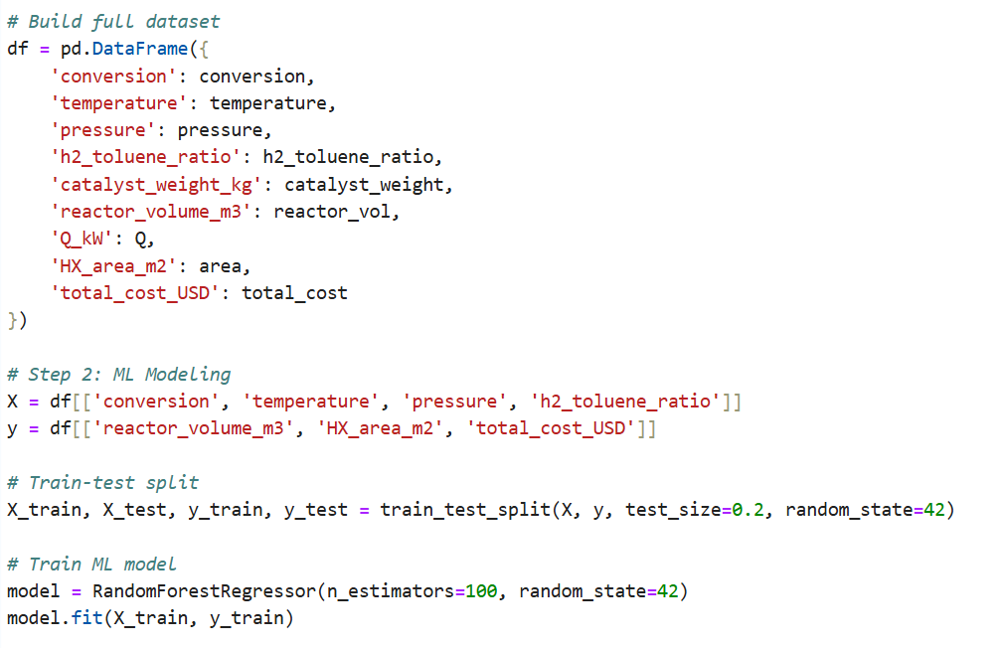 # Build full dataset
df = pd.DataFrame({
    'conversion': conversion,
    'temperature': temperature,
    'pressure': pressure,
    'h2_toluene_ratio': h2_toluene_ratio,
    'catalyst_weight_kg': catalyst_weight,
    'reactor_volume_m3': reactor_vol,
    'Q_kW': Q,
    'HX_area_m2': area,
    'total_cost_USD': total_cost
})

# Step 2: ML Modeling
X = df[['conversion', 'temperature', 'pressure', 'h2_toluene_ratio']]
y = df[['reactor_volume_m3', 'HX_area_m2', 'total_cost_USD']]

# Train-test split
X_train, X_test, y_train, y_test = train_test_split(X, y, test_size=0.2, random_state=42)

# Train ML model
model = RandomForestRegressor(n_estimators=100, random_state=42)
model.fit(X_train, y_train)